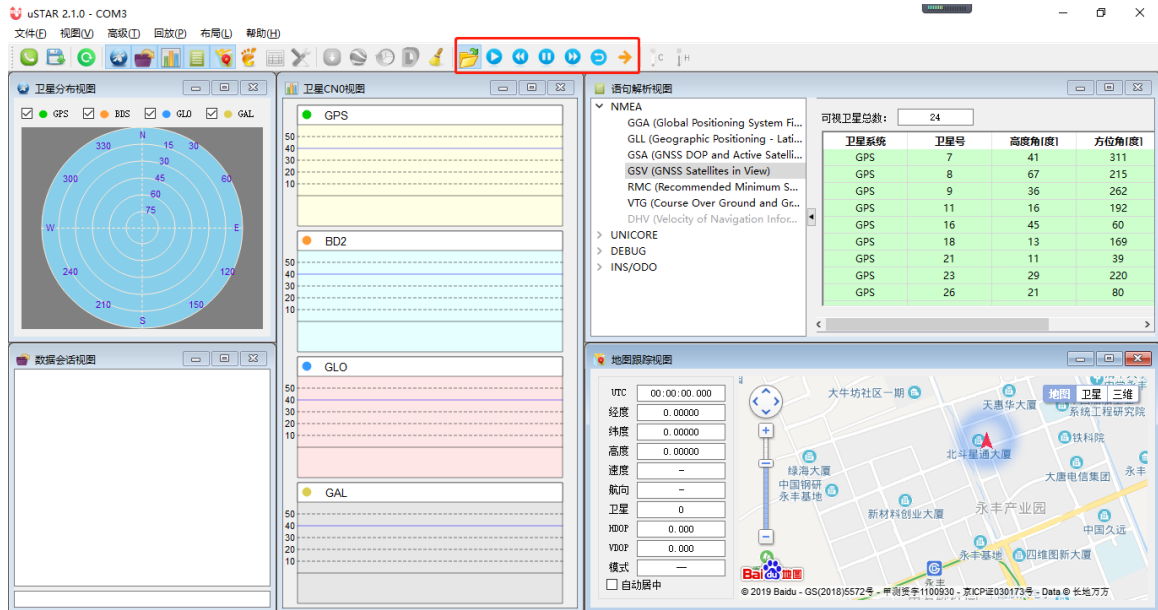 uSTAR 2.1.0 - COM3
文件(F) 视图(V) 高级(T) 回放(P) 布局(L) 帮助(H)
C H
卫星分布视图
GPS BDS GLO GAL
N
330 15 30
30
300 45 60
60
75
W E
240 120
210 150
S
数据会话视图
卫星CN0视图
GPS
50
40
30
20
10
BD2
50
40
30
20
10
GLO
50
40
30
20
10
GAL
50
40
30
20
10
语句解析视图
NMEA
GGA (Global Positioning System Fi...
GLL (Geographic Positioning - Lati...
GSA (GNSS DOP and Active Satelli...
GSV (GNSS Satellites in View)
RMC (Recommended Minimum S...
VTG (Course Over Ground and Gr...
DHV (Velocity of Navigation Infor...
UNICORE
DEBUG
INS/ODO
可视卫星总数: 24
卫星系统 卫星号 高度角[度] 方位角[度]
GPS 7 41 311
GPS 8 67 215
GPS 9 36 262
GPS 11 16 192
GPS 16 45 60
GPS 18 13 169
GPS 21 11 39
GPS 23 29 220
GPS 26 21 80
地图跟踪视图
UTC 00:00:00.000
经度 0.00000
纬度 0.00000
高度 0.00000
速度 –
航向 –
卫星 0
HDOP 0.000
VDOP 0.000
模式 —
自动居中
地图 卫星 三维
大牛坊社区一期
天惠华大厦
系统工程研究院
铁科院
北斗星通大厦
绿海大厦
中国钢研
永丰基地
大唐电信集团
永丰
新材料创业大厦
永丰产业园
中国久远
永丰基地
四维图新大厦
永丰
Bai du 地图
© 2019 Baidu - GS(2018)5572号 - 甲测资字1100930 - 京ICP证030173号 - Data © 长地万方